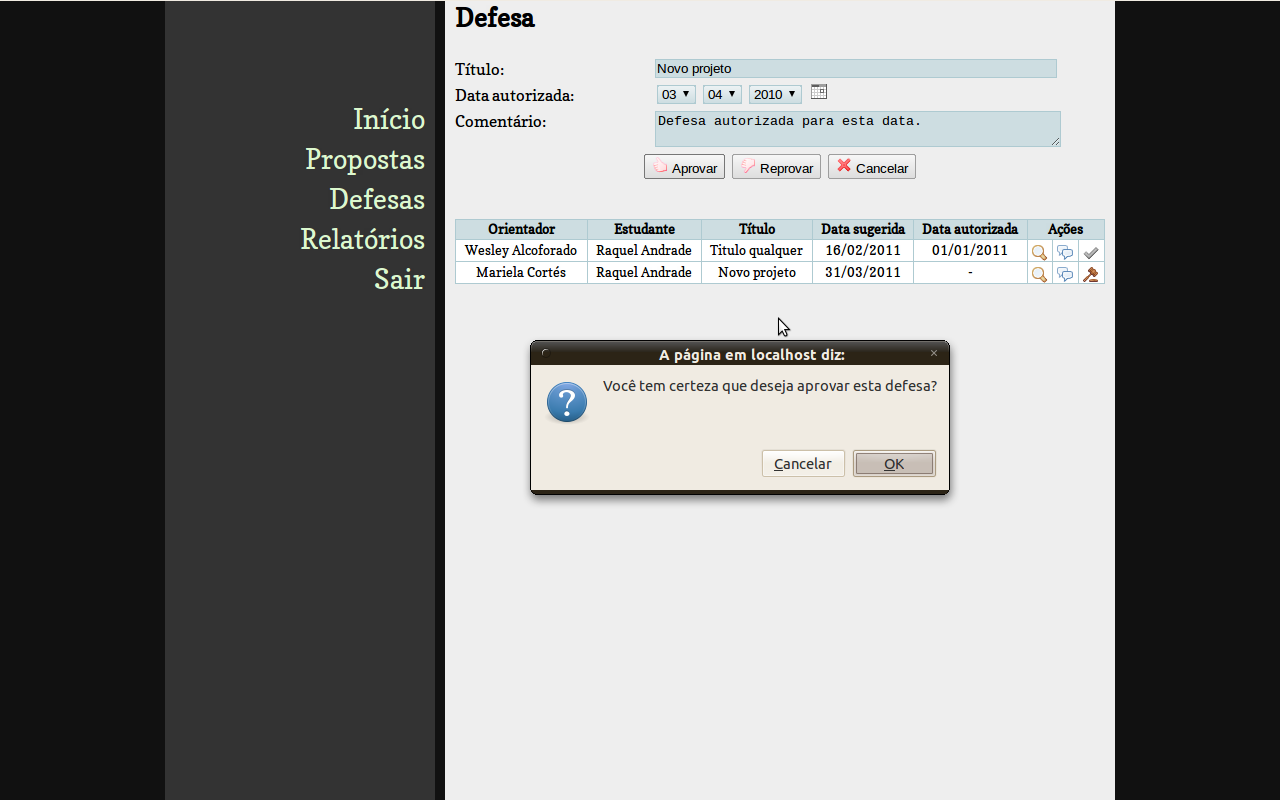 Defesa
Título: Novo projeto
Data autorizada: 03 04 2010
Comentário: Defesa autorizada para esta data.
Aprovar Reprovar Cancelar
Início
Propostas
Defesas
Relatórios
Sair
Orientador Estudante Título Data sugerida Data autorizada Ações
Wesley Alcoforado Raquel Andrade Titulo qualquer 16/02/2011 01/01/2011
Mariela Cortés Raquel Andrade Novo projeto 31/03/2011 -
A página em localhost diz:
Você tem certeza que deseja aprovar esta defesa?
Cancelar OK